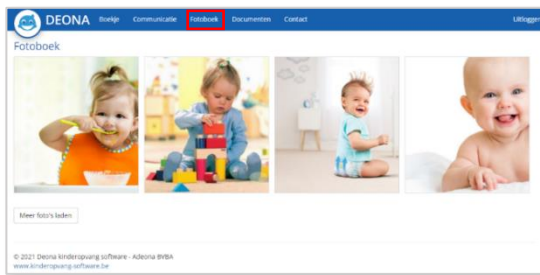 DEONA Boekje Communicatie Fotoboek Documenten Contact Uitloggen
Fotoboek
Meer foto's laden
© 2021 Deona kinderopvang software - Adeona BVBA
www.kinderopvang-software.be